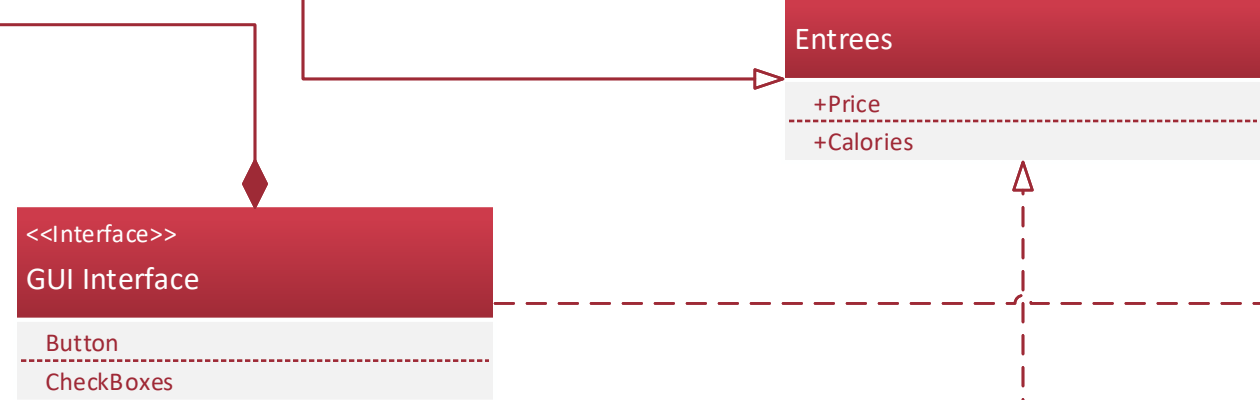 Entrees
+Price
+Calories
<<Interface>>
GUI Interface
Button
CheckBoxes